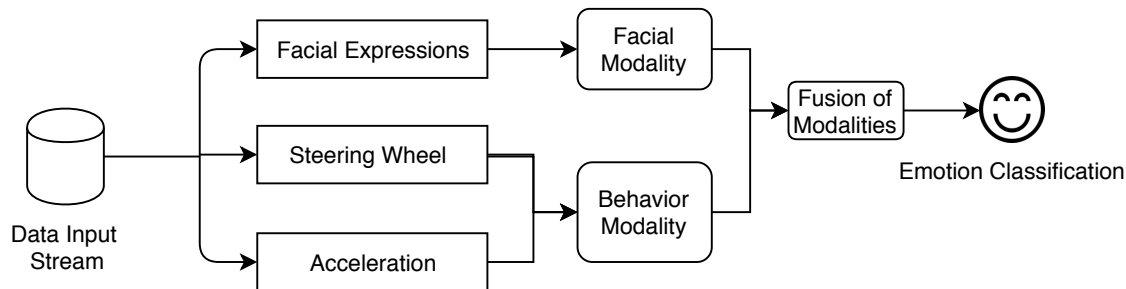 Data Input
Stream
Facial Expressions
Steering Wheel
Acceleration
Facial
Modality
Behavior
Modality
Fusion of
Modalities
Emotion Classification